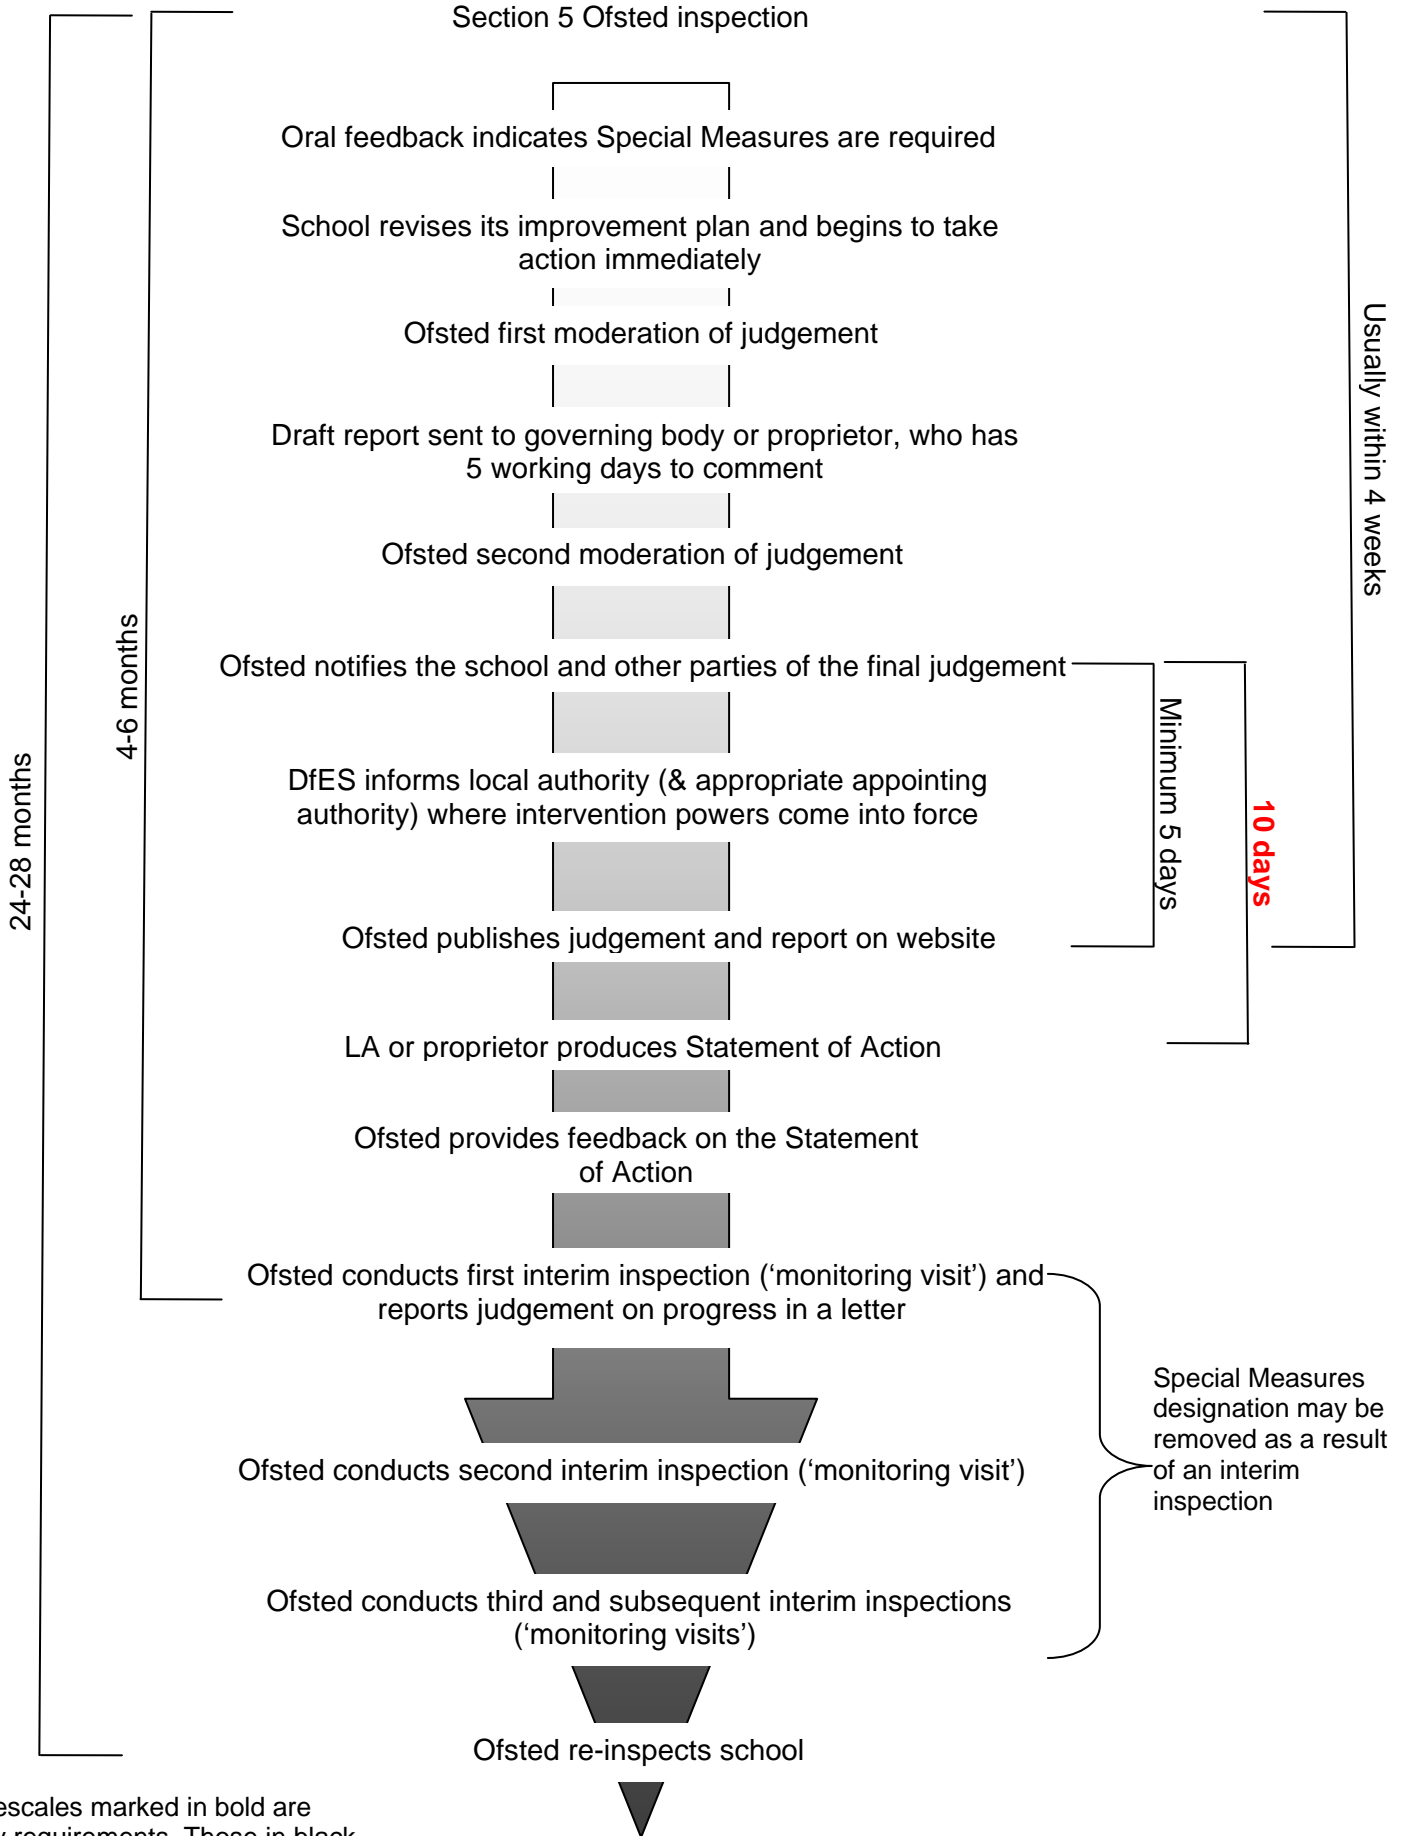 Section 5 Ofsted inspection
Oral feedback indicates Special Measures are required
School revises its improvement plan and begins to take
action immediately
Ofsted first moderation of judgement
Draft report sent to governing body or proprietor, who has
5 working days to comment
Ofsted second moderation of judgement
Ofsted notifies the school and other parties of the final judgement
DfES informs local authority (& appropriate appointing
authority) where intervention powers come into force
Ofsted publishes judgement and report on website
LA or proprietor produces Statement of Action
Ofsted provides feedback on the Statement
of Action
Ofsted conducts first interim inspection (‘monitoring visit’) and
reports judgement on progress in a letter
Ofsted conducts second interim inspection (‘monitoring visit’)
Ofsted conducts third and subsequent interim inspections
(‘monitoring visits’)
Ofsted re-inspects school
24-28 months
4-6 months
Minimum 5 days
10 days
Usually within 4 weeks
Special Measures
designation may be
removed as a result
of an interim
inspection
escales marked in bold are
requirements. Those in black